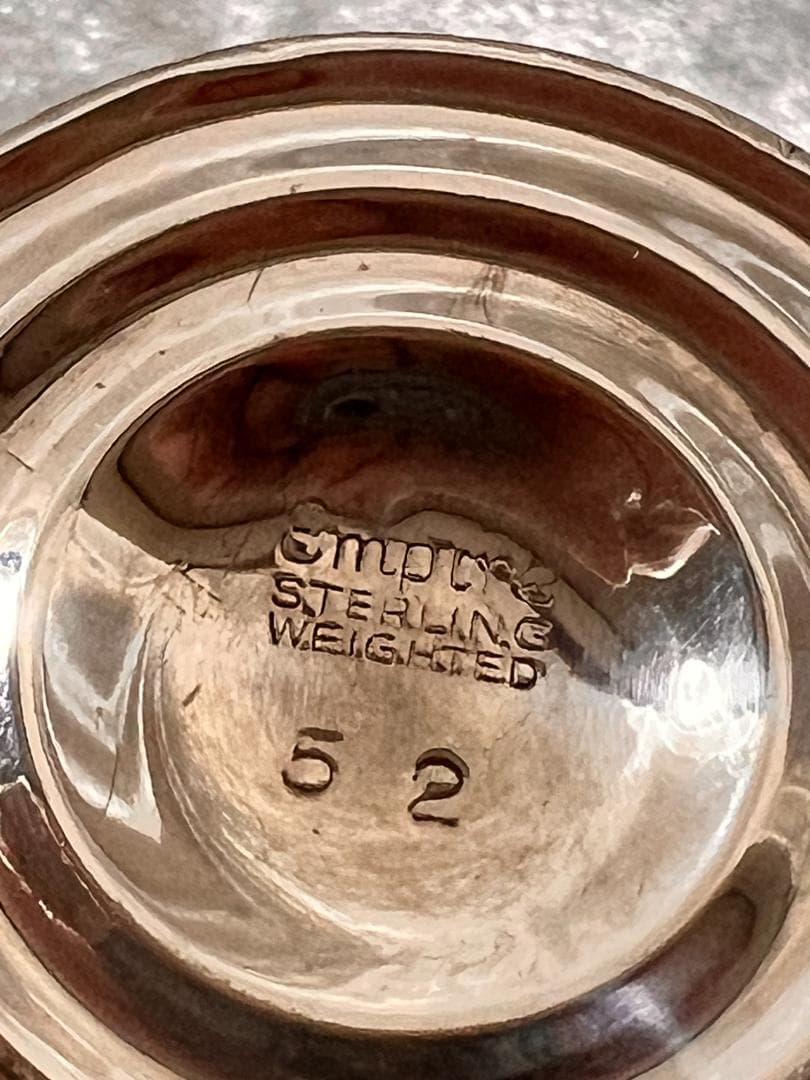 Empire
STERLING
WEIGHTED
5 2